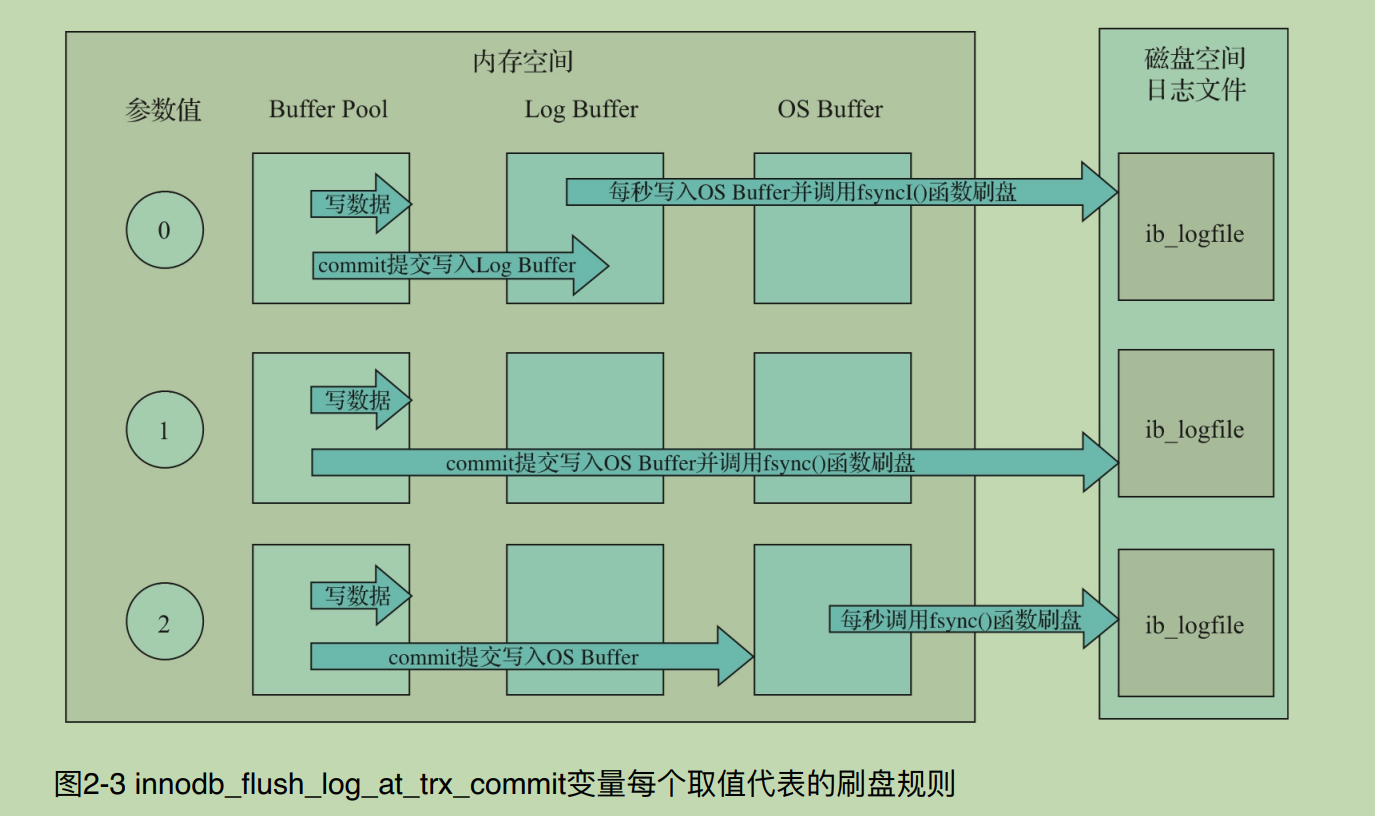 内存空间
磁盘空间
日志文件
参数值
Buffer Pool
Log Buffer
OS Buffer
0
写数据
commit提交写入Log Buffer
每秒写入OS Buffer并调用fsyncI()函数刷盘
ib_logfile
1
写数据
commit提交写入OS Buffer并调用fsync()函数刷盘
ib_logfile
2
写数据
commit提交写入OS Buffer
每秒调用fsync()函数刷盘
ib_logfile
图2-3 innodb_flush_log_at_trx_commit变量每个取值代表的刷盘规则